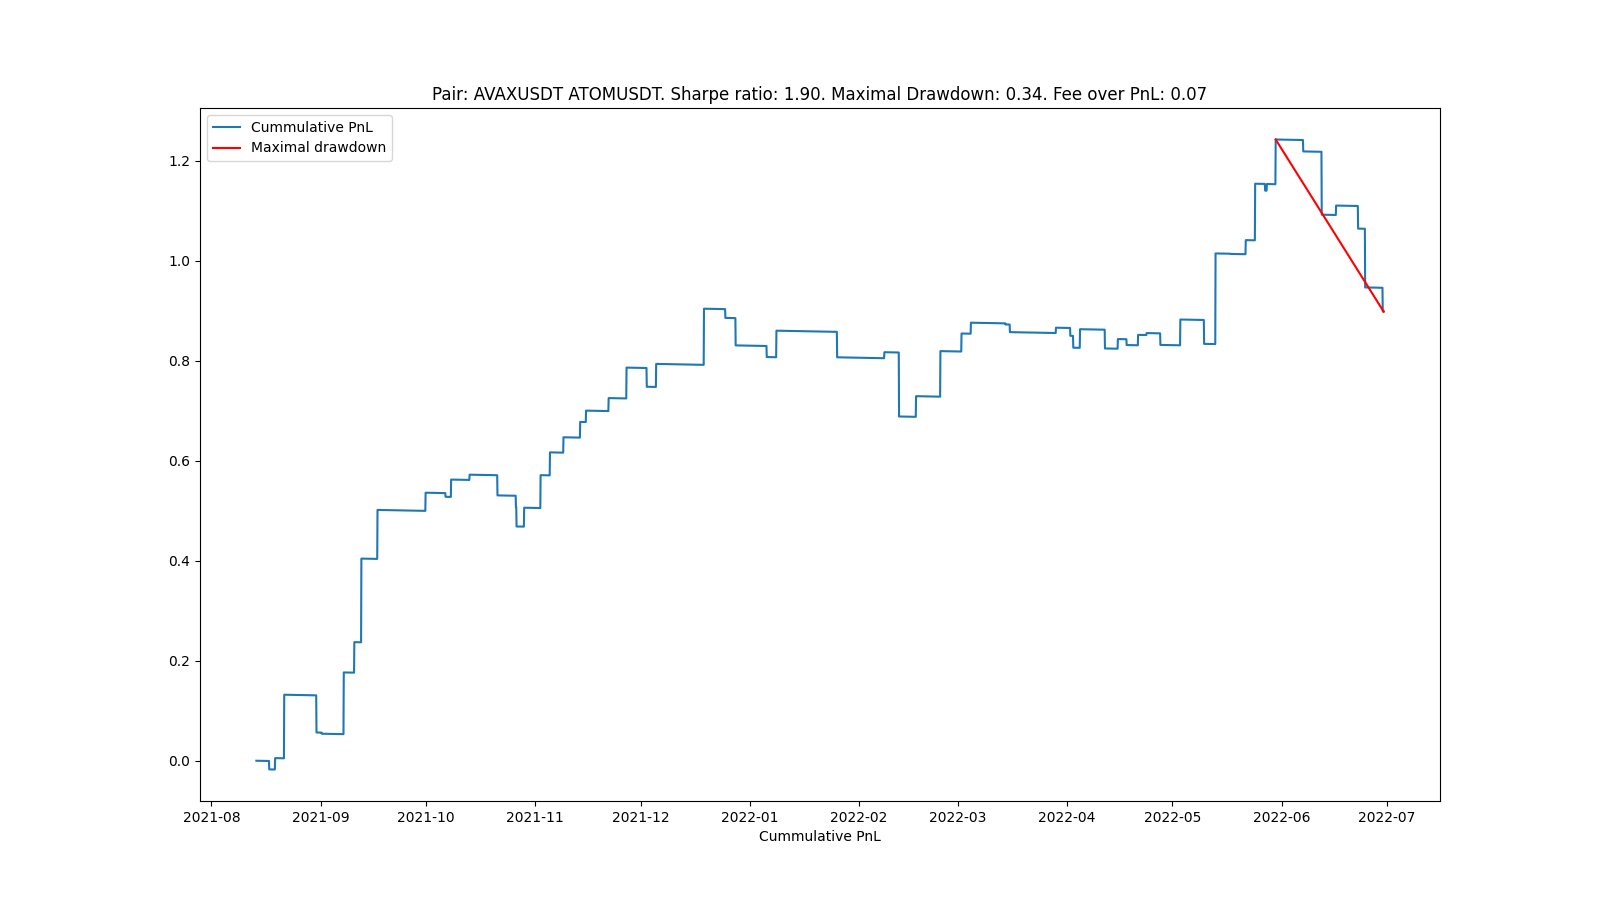 Pair: AVAXUSDT ATOMUSDT. Sharpe ratio: 1.90. Maximal Drawdown: 0.34. Fee over PnL: 0.07
Cummulative PnL
Maximal drawdown
1.2
1.0
0.8
0.6
0.4
0.2
0.0
2021-08 2021-09 2021-10 2021-11 2021-12 2022-01 2022-02 2022-03 2022-04 2022-05 2022-06 2022-07
Cummulative PnL